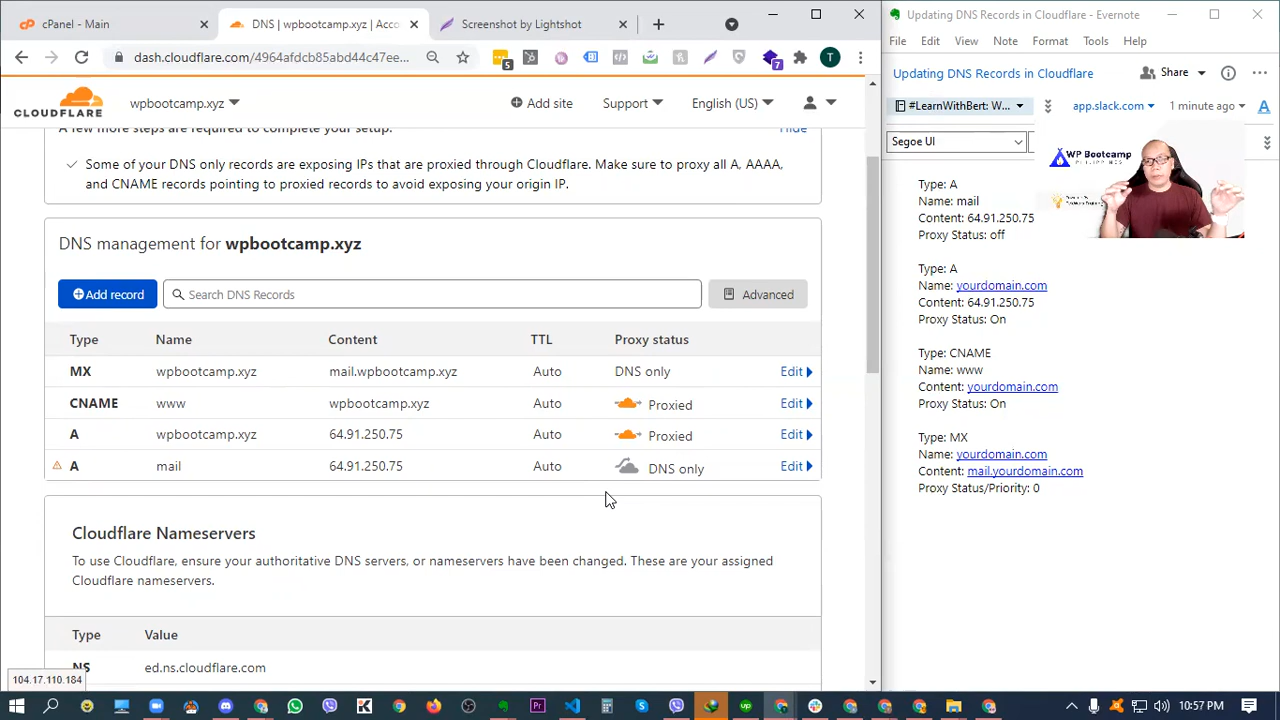 cPanel - Main
DNS | wpbootcamp.xyz | Acco
Screenshot by Lightshot
dash.cloudflare.com/4964afdcb85abd44c47ee...
5
7
T
CLOUDFLARE
wpbootcamp.xyz
Add site
Support
English (US)
A few more steps are required to complete your setup.
Hide
Some of your DNS only records are exposing IPs that are proxied through Cloudflare. Make sure to proxy all A, AAAA,
and CNAME records pointing to proxied records to avoid exposing your origin IP.
DNS management for wpbootcamp.xyz
Add record
Search DNS Records
Advanced
Type Name Content TTL Proxy status
MX wpbootcamp.xyz mail.wpbootcamp.xyz Auto DNS only Edit
CNAME www wpbootcamp.xyz Auto Proxied Edit
A wpbootcamp.xyz 64.91.250.75 Auto Proxied Edit
A mail 64.91.250.75 Auto DNS only Edit
Cloudflare Nameservers
To use Cloudflare, ensure your authoritative DNS servers, or nameservers have been changed. These are your assigned
Cloudflare nameservers.
Type Value
NS ed.ns.cloudflare.com
104.17.110.184
Updating DNS Records in Cloudflare - Evernote
File Edit View Note Format Tools Help
Updating DNS Records in Cloudflare
Share
#LearnWithBert: W...
app.slack.com
1 minute ago
A
Segoe UI
WP Bootcamp
PHILIPPINES
Type: A
Name: mail
Content: 64.91.250.75
Proxy Status: off
Type: A
Name: yourdomain.com
Content: 64.91.250.75
Proxy Status: On
Type: CNAME
Name: www
Content: yourdomain.com
Proxy Status: On
Type: MX
Name: yourdomain.com
Content: mail.yourdomain.com
Proxy Status/Priority: 0
10:57 PM